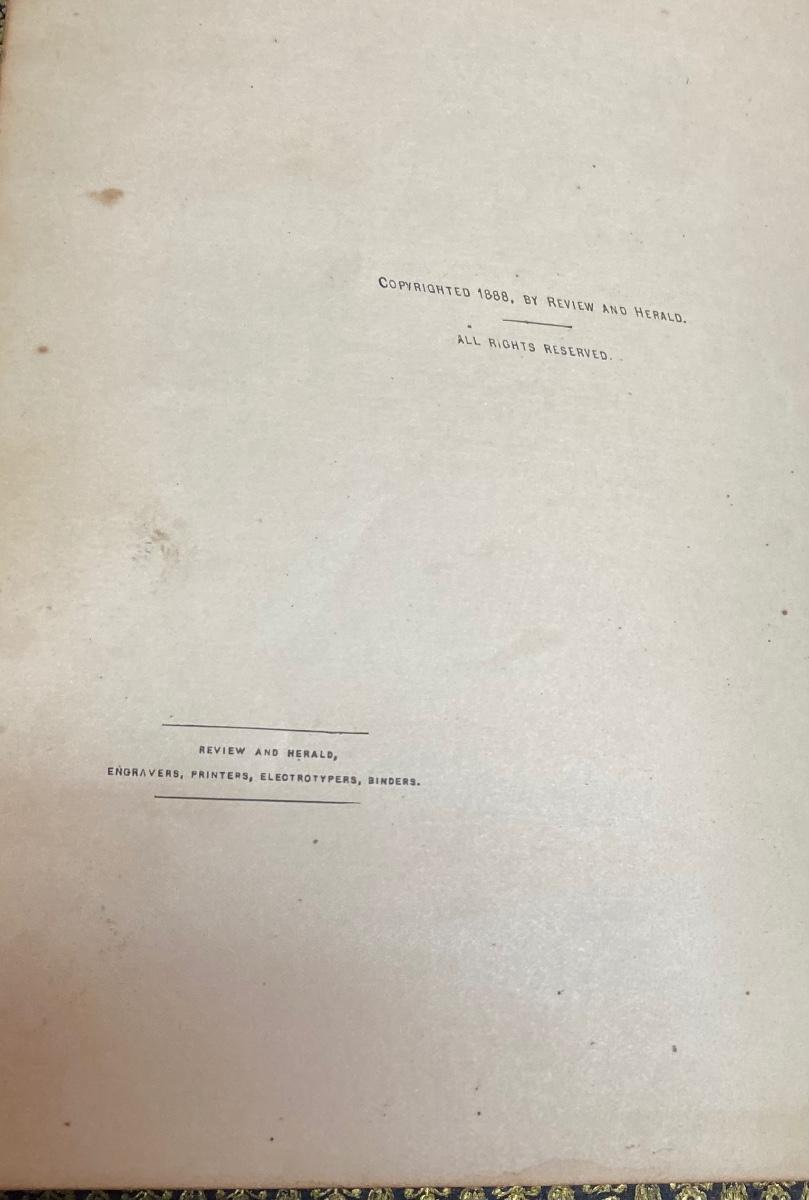 COPYRIGHTED 1888, BY REVIEW AND HERALD.
ALL RIGHTS RESERVED.
REVIEW AND HERALD,
ENGRAVERS, PRINTERS, ELECTROTYPERS, BINDERS.